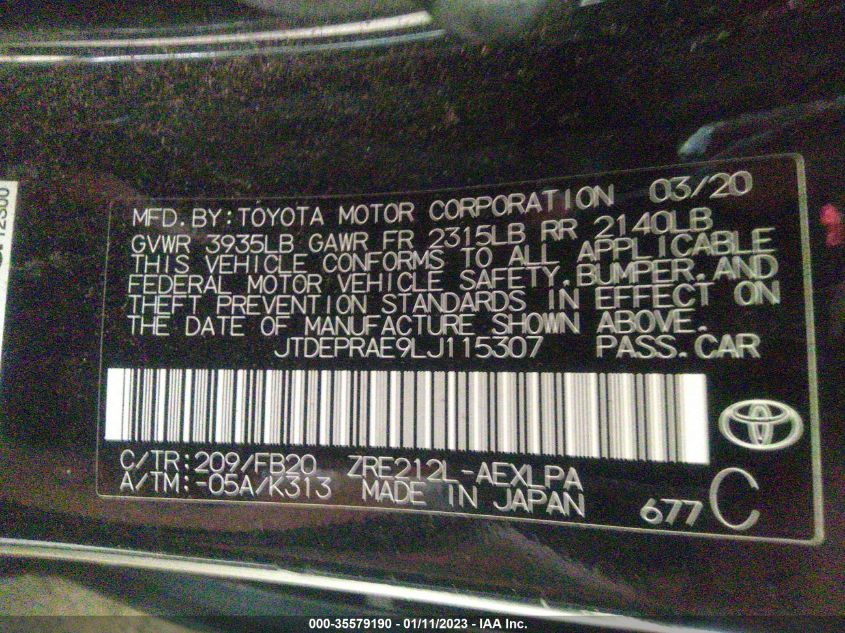 MFD.BY:TOYOTA MOTOR CORPORATION 03/20
GVWR 3935LB GAWR FR 2315LB RR 2140LB
THIS VEHICLE CONFORMS TO ALL APPLICABLE
FEDERAL MOTOR VEHICLE SAFETY,BUMPER,AND
THEFT PREVENTION STANDARDS IN EFFECT ON
THE DATE OF MANUFACTURE SHOWN ABOVE.
JTDEPRAE9LJ115307 PASS.CAR
C/TR:209/FB20 ZRE212L-AEXLPA
A/TM:-05A/K313 MADE IN JAPAN
677 C
000-35579190 - 01/11/2023 - IAA Inc.